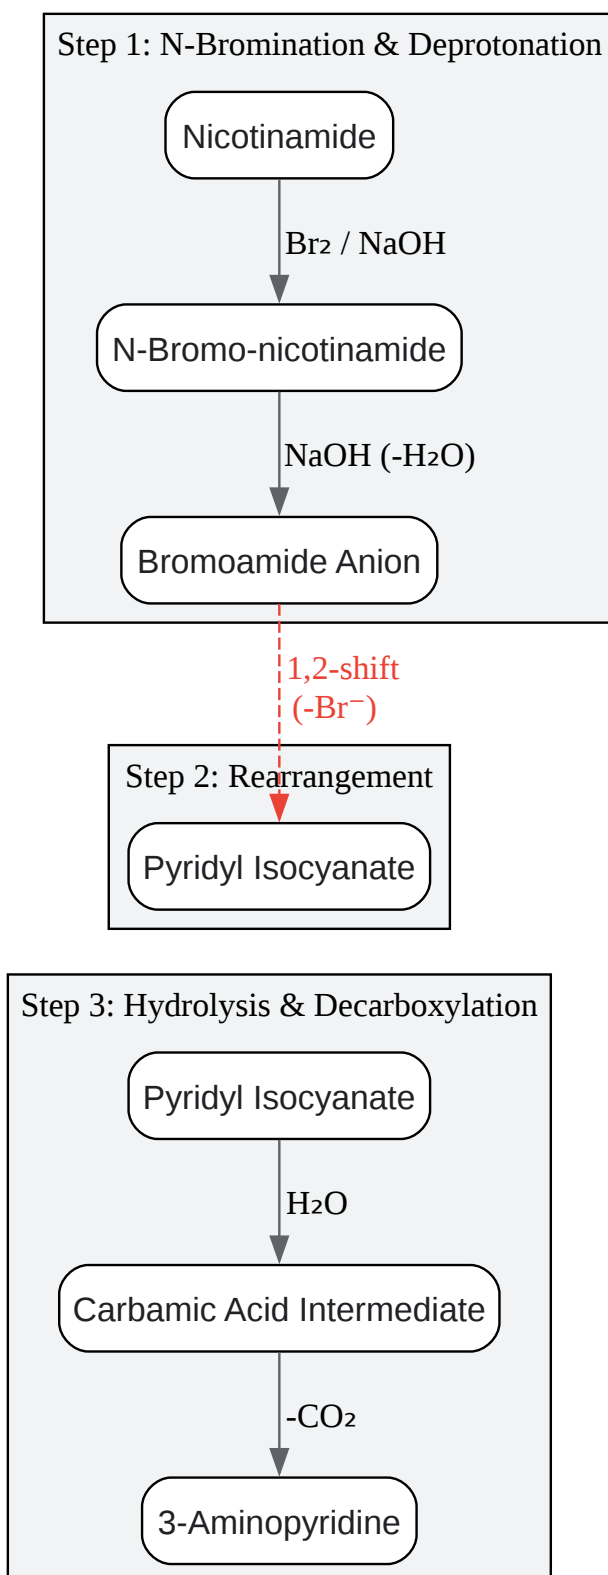 Step 1: N-Bromination & Deprotonation
Nicotinamide
Br₂ / NaOH
N-Bromo-nicotinamide
NaOH (-H₂O)
Bromoamide Anion
1,2-shift
(-Br⁻)
Step 2: Rearrangement
Pyridyl Isocyanate
Step 3: Hydrolysis & Decarboxylation
Pyridyl Isocyanate
H₂O
Carbamic Acid Intermediate
-CO₂
3-Aminopyridine